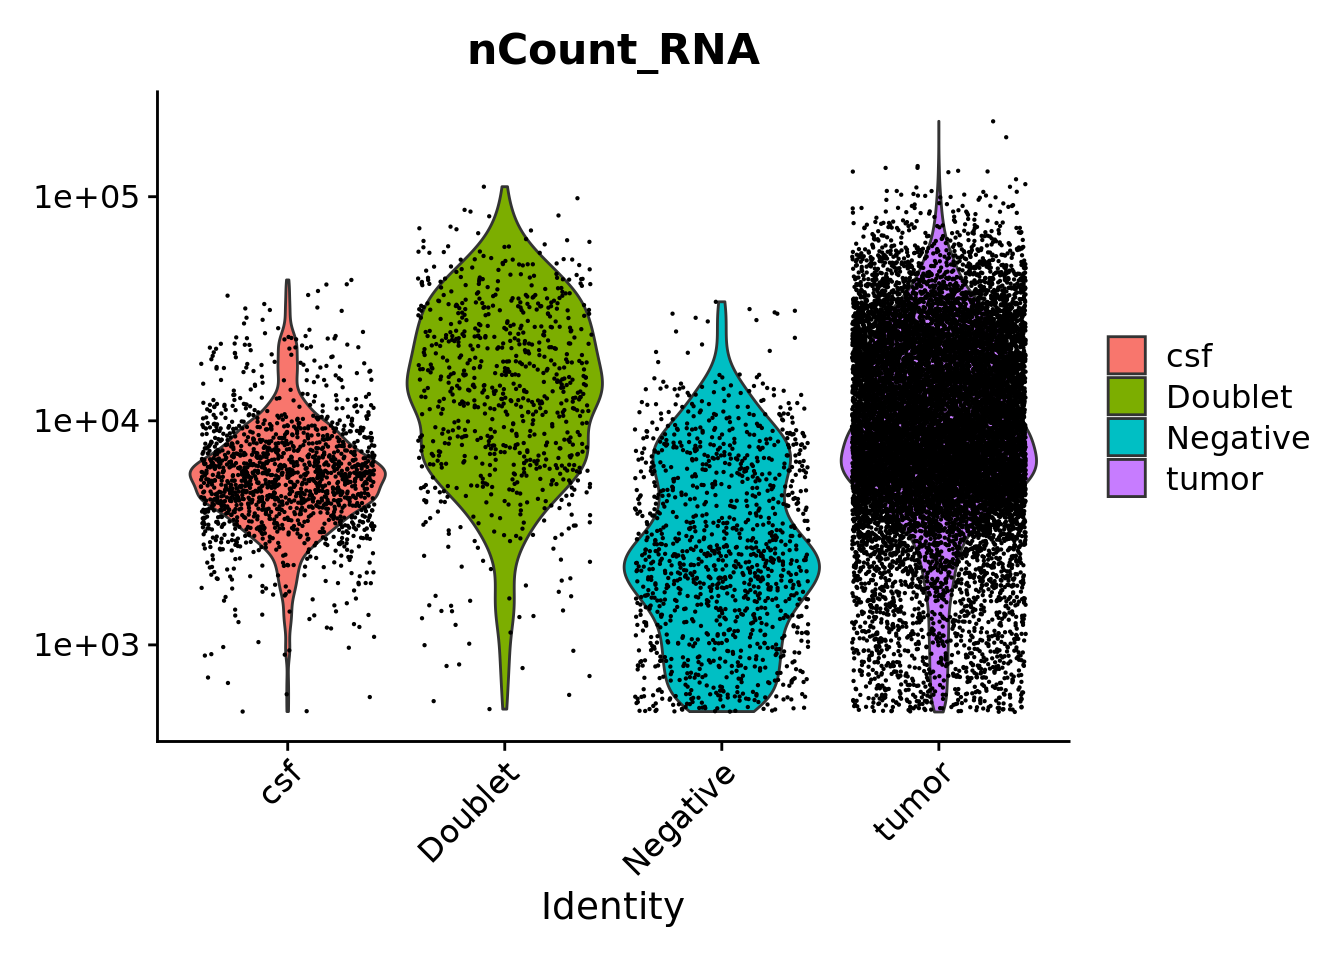 nCount_RNA
1e+05
1e+04
1e+03
csf
Doublet
Negative
tumor
Identity
csf
Doublet
Negative
tumor